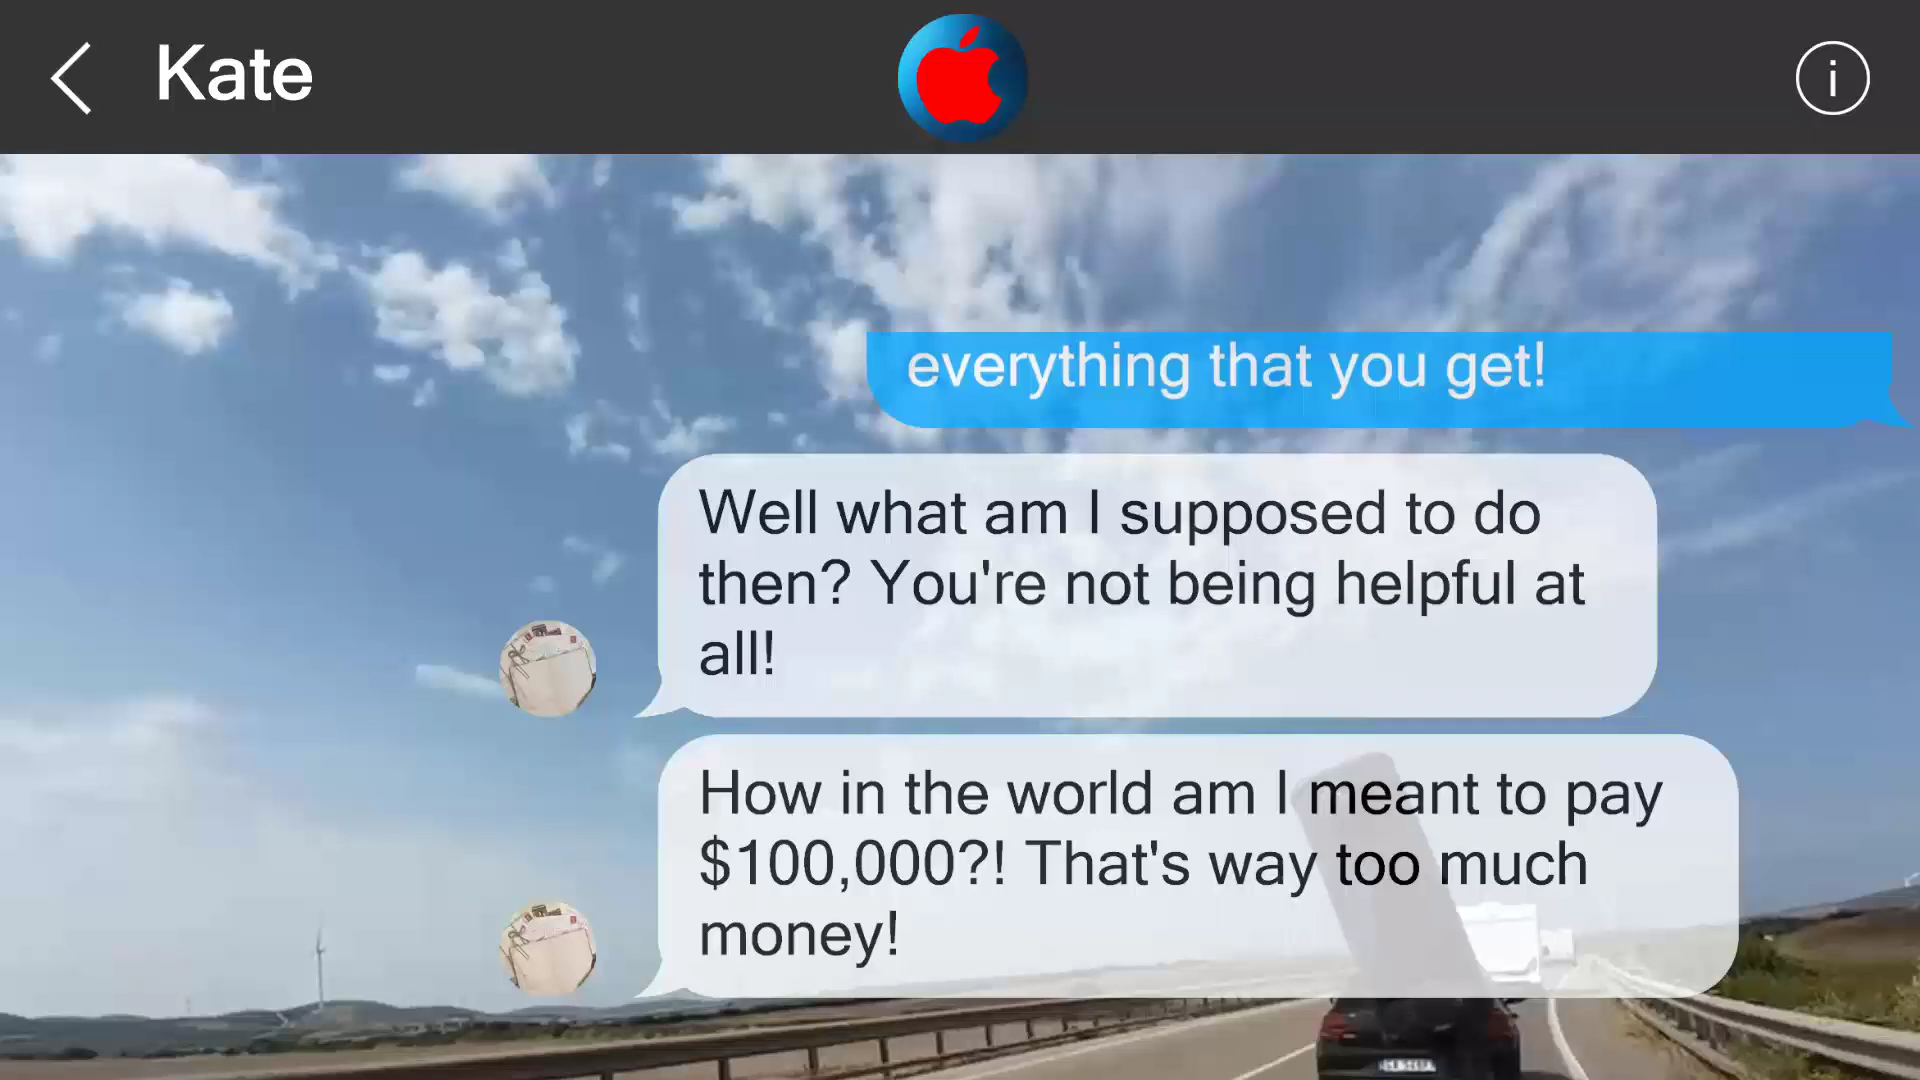 Kate
i
everything that you get!
Well what am I supposed to do
then? You're not being helpful at
all!
How in the world am I meant to pay
$100,000?! That's way too much
money!